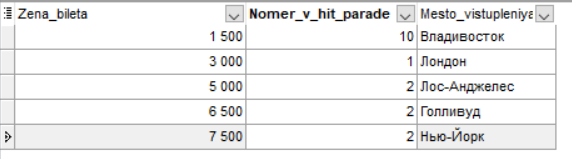 Zena_bileta Nomer_v_hit_parade Mesto_vistupleniya
1 500 10 Владивосток
3 000 1 Лондон
5 000 2 Лос-Анджелес
6 500 2 Голливуд
7 500 2 Нью-Йорк